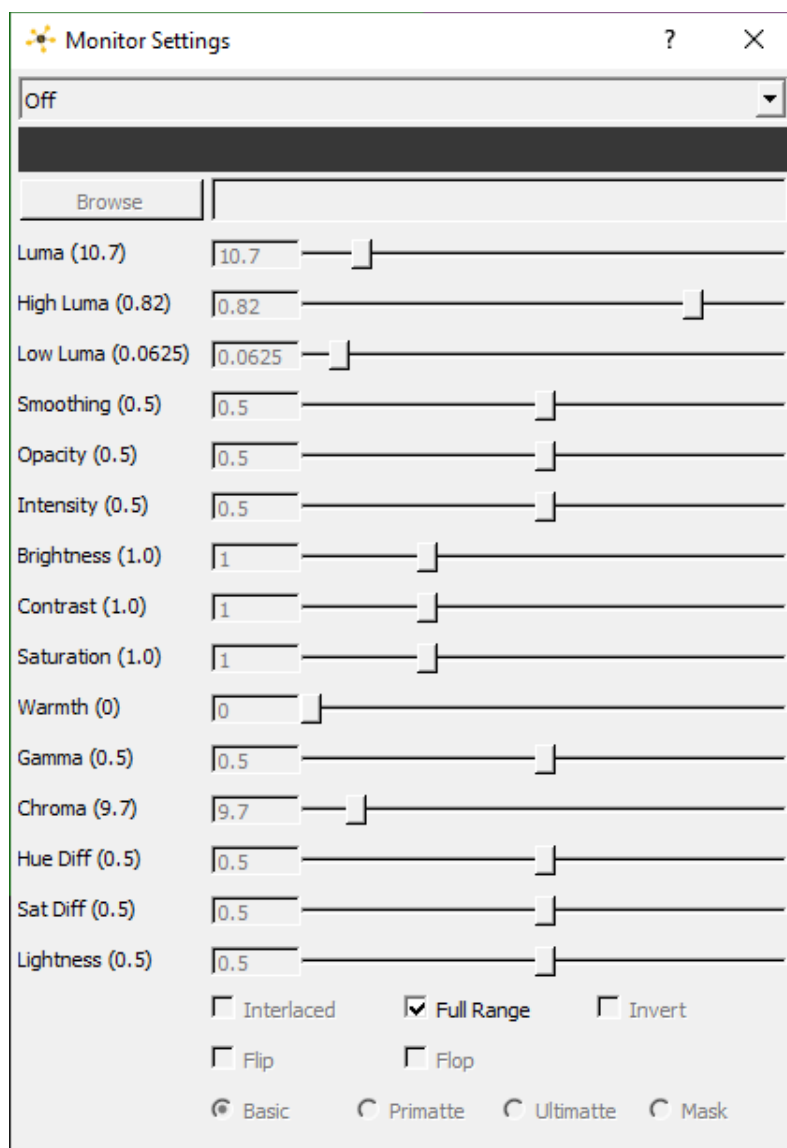 Monitor Settings ?
Off
Browse
Luma (10.7) 10.7
High Luma (0.82) 0.82
Low Luma (0.0625) 0.0625
Smoothing (0.5) 0.5
Opacity (0.5) 0.5
Intensity (0.5) 0.5
Brightness (1.0) 1
Contrast (1.0) 1
Saturation (1.0) 1
Warmth (0) 0
Gamma (0.5) 0.5
Chroma (9.7) 9.7
Hue Diff (0.5) 0.5
Sat Diff (0.5) 0.5
Lightness (0.5) 0.5
Interlaced Full Range Invert
Flip Flop
Basic Primatte Ultimatte Mask